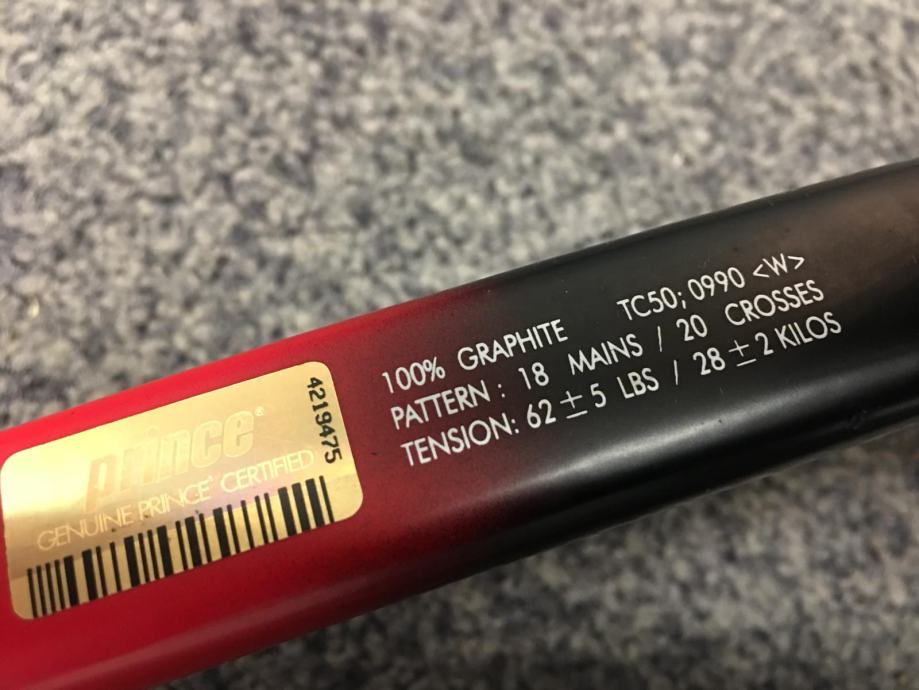 Prince®
GENUINE PRINCE® CERTIFIED
4219475
100% GRAPHITE TC50; 0990 <W>
PATTERN: 18 MAINS / 20 CROSSES
TENSION: 62 ± 5 LBS / 28 ± 2 KILOS